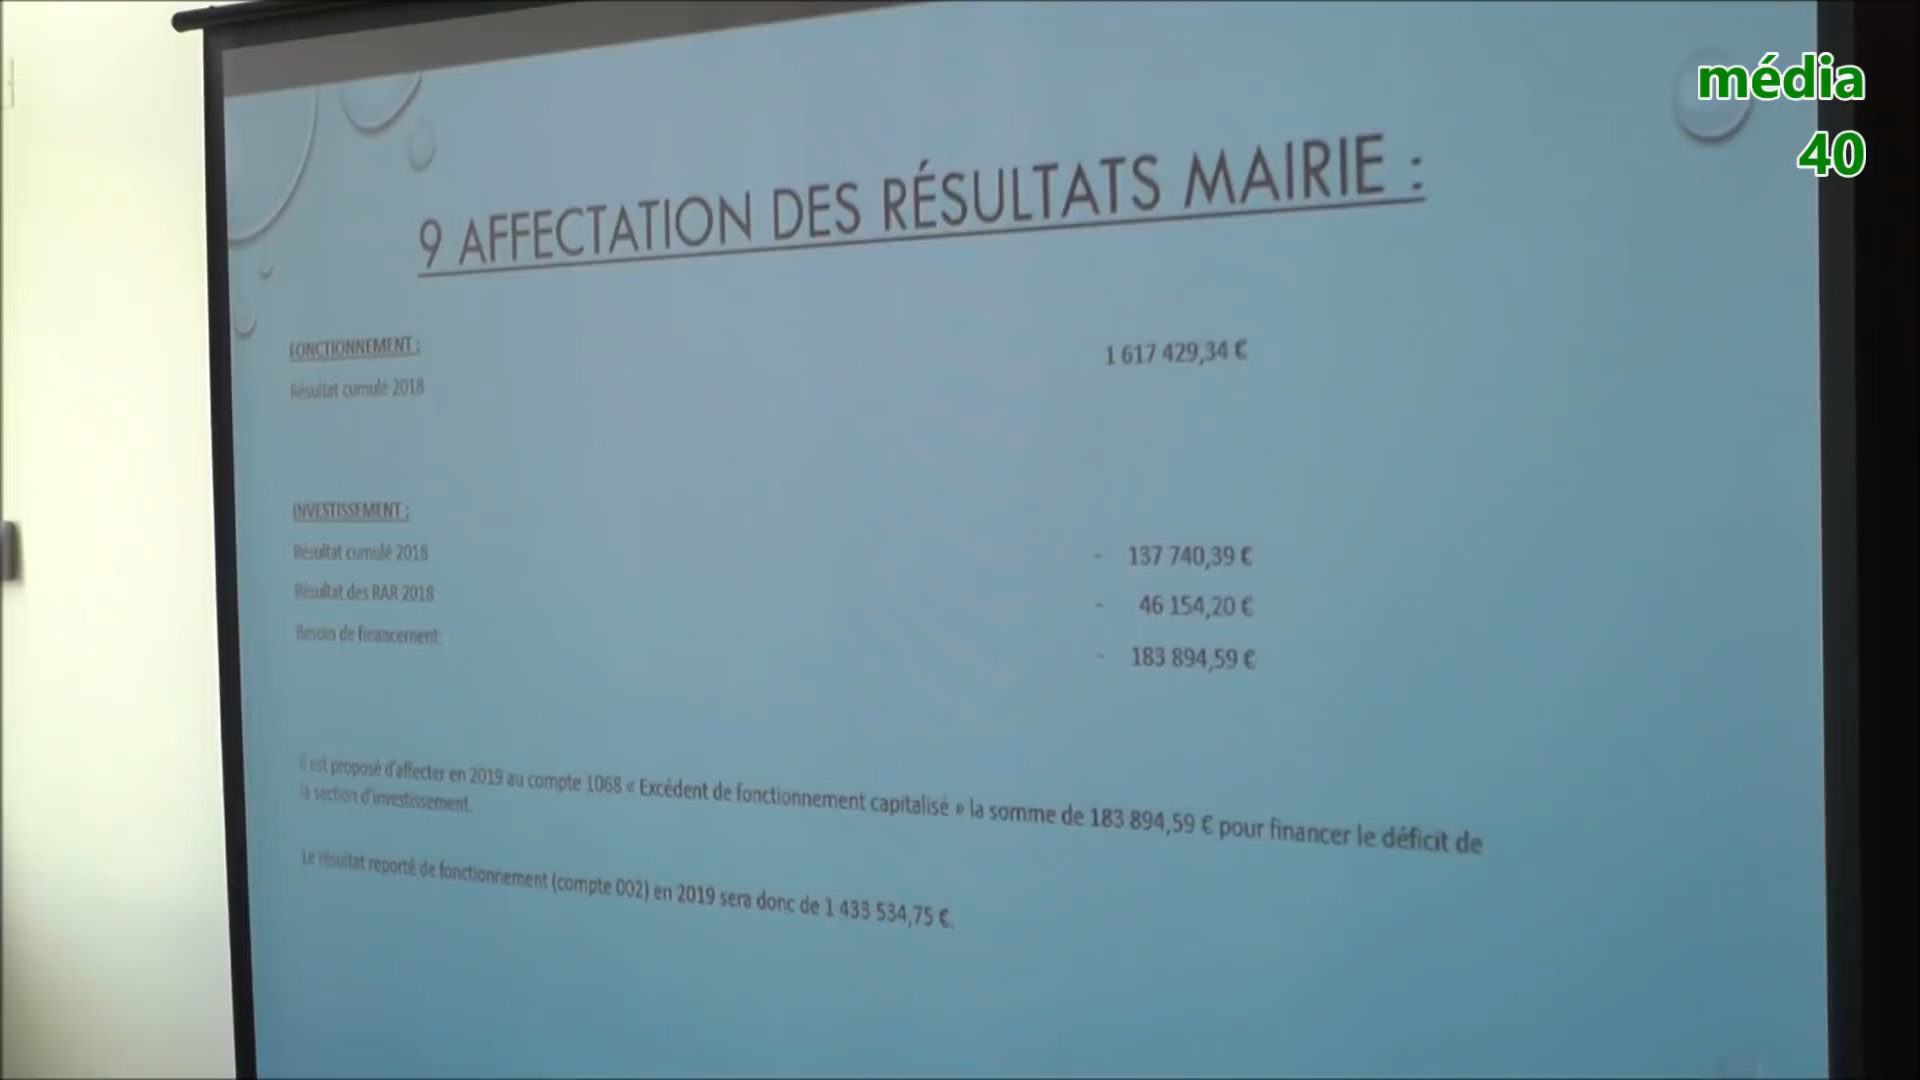 média
40
9 AFFECTATION DES RÉSULTATS MAIRIE :
FONCTIONNEMENT :
1 617 429,34 €
Résultat cumulé 2018
INVESTISSEMENT :
Résultat cumulé 2018 - 137 740,39 €
Résultat des RAR 2018 - 46 154,20 €
Besoin de financement: - 183 894,59 €
Il est proposé d'affecter en 2019 au compte 1068 « Excédent de fonctionnement capitalisé » la somme de 183 894,59 € pour financer le déficit de
la section d'investissement.
Le résultat reporté de fonctionnement (compte 002) en 2019 sera donc de 1 433 534,75 €.